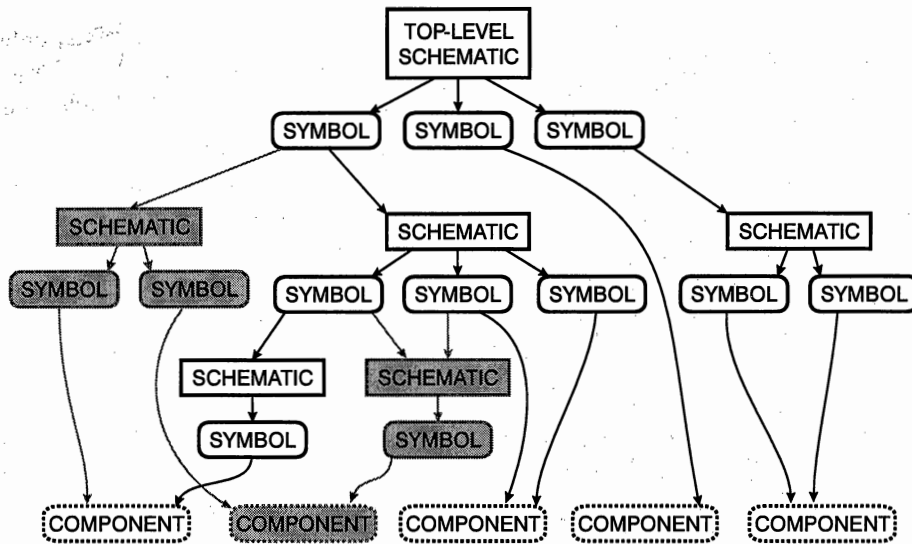 TOP-LEVEL
SCHEMATIC
SYMBOL SYMBOL SYMBOL
SCHEMATIC SCHEMATIC SCHEMATIC
SYMBOL SYMBOL SYMBOL SYMBOL SYMBOL SYMBOL SYMBOL
SCHEMATIC SCHEMATIC
SYMBOL SYMBOL
COMPONENT COMPONENT COMPONENT COMPONENT COMPONENT